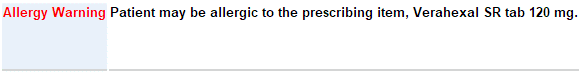 Allergy Warning Patient may be allergic to the prescribing item, Verahexal SR tab 120 mg.